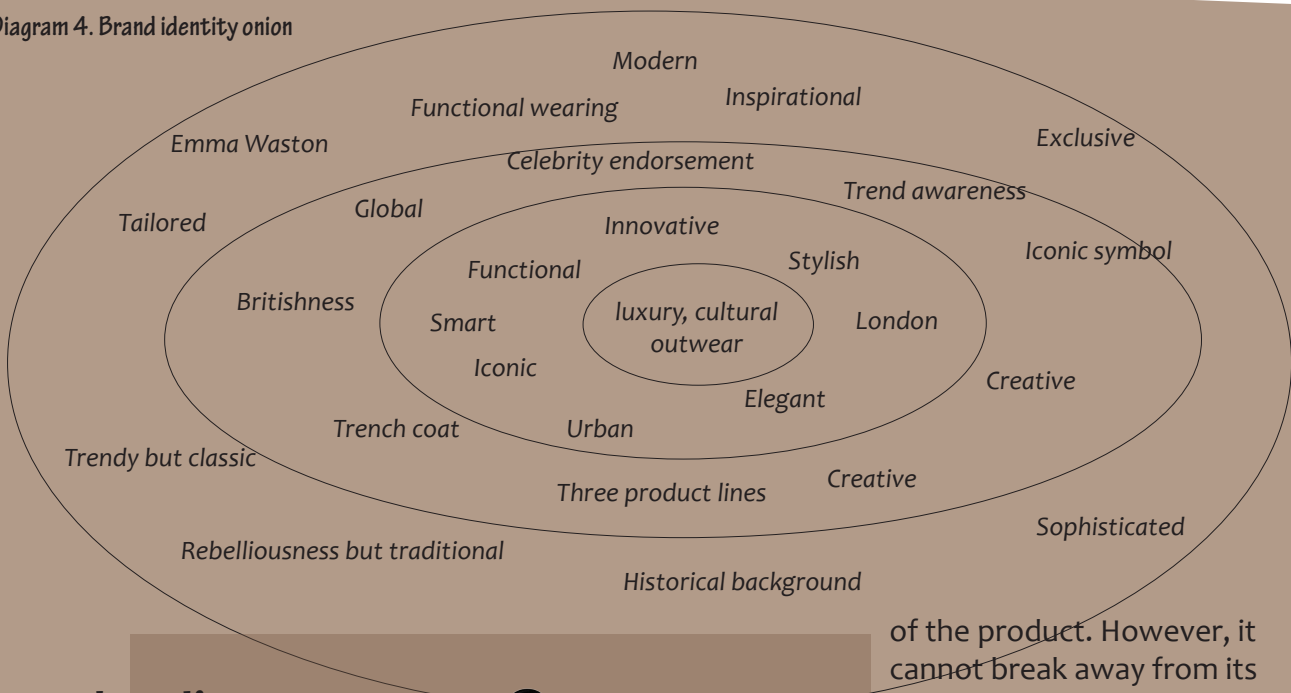 Diagram 4. Brand identity onion
Modern
Inspirational
Functional wearing
Exclusive
Emma Waston
Celebrity endorsement
Trend awareness
Global
Tailored
Innovative
Iconic symbol
Stylish
Functional
Britishness
luxury, cultural
outwear
Smart
London
Iconic
Creative
Elegant
Trench coat
Urban
Trendy but classic
Creative
Three product lines
Sophisticated
Rebelliousness but traditional
Historical background
of the product. However, it
cannot break away from its